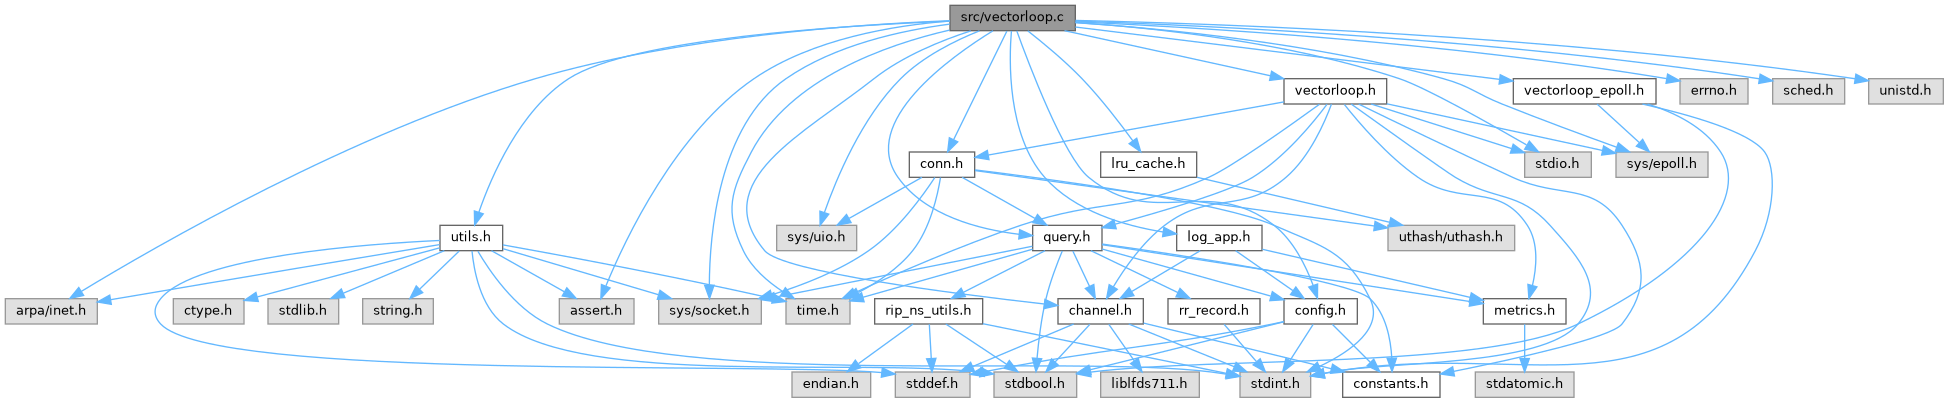 src/vectorloop.c
vectorloop.h
vectorloop_epoll.h
errno.h
sched.h
unistd.h
conn.h
lru_cache.h
stdio.h
sys/epoll.h
utils.h
sys/uio.h
query.h
log_app.h
uthash/uthash.h
arpa/inet.h
ctype.h
stdlib.h
string.h
assert.h
sys/socket.h
time.h
rip_ns_utils.h
channel.h
rr_record.h
config.h
metrics.h
endian.h
stddef.h
stdbool.h
liblfds711.h
stdint.h
constants.h
stdatomic.h